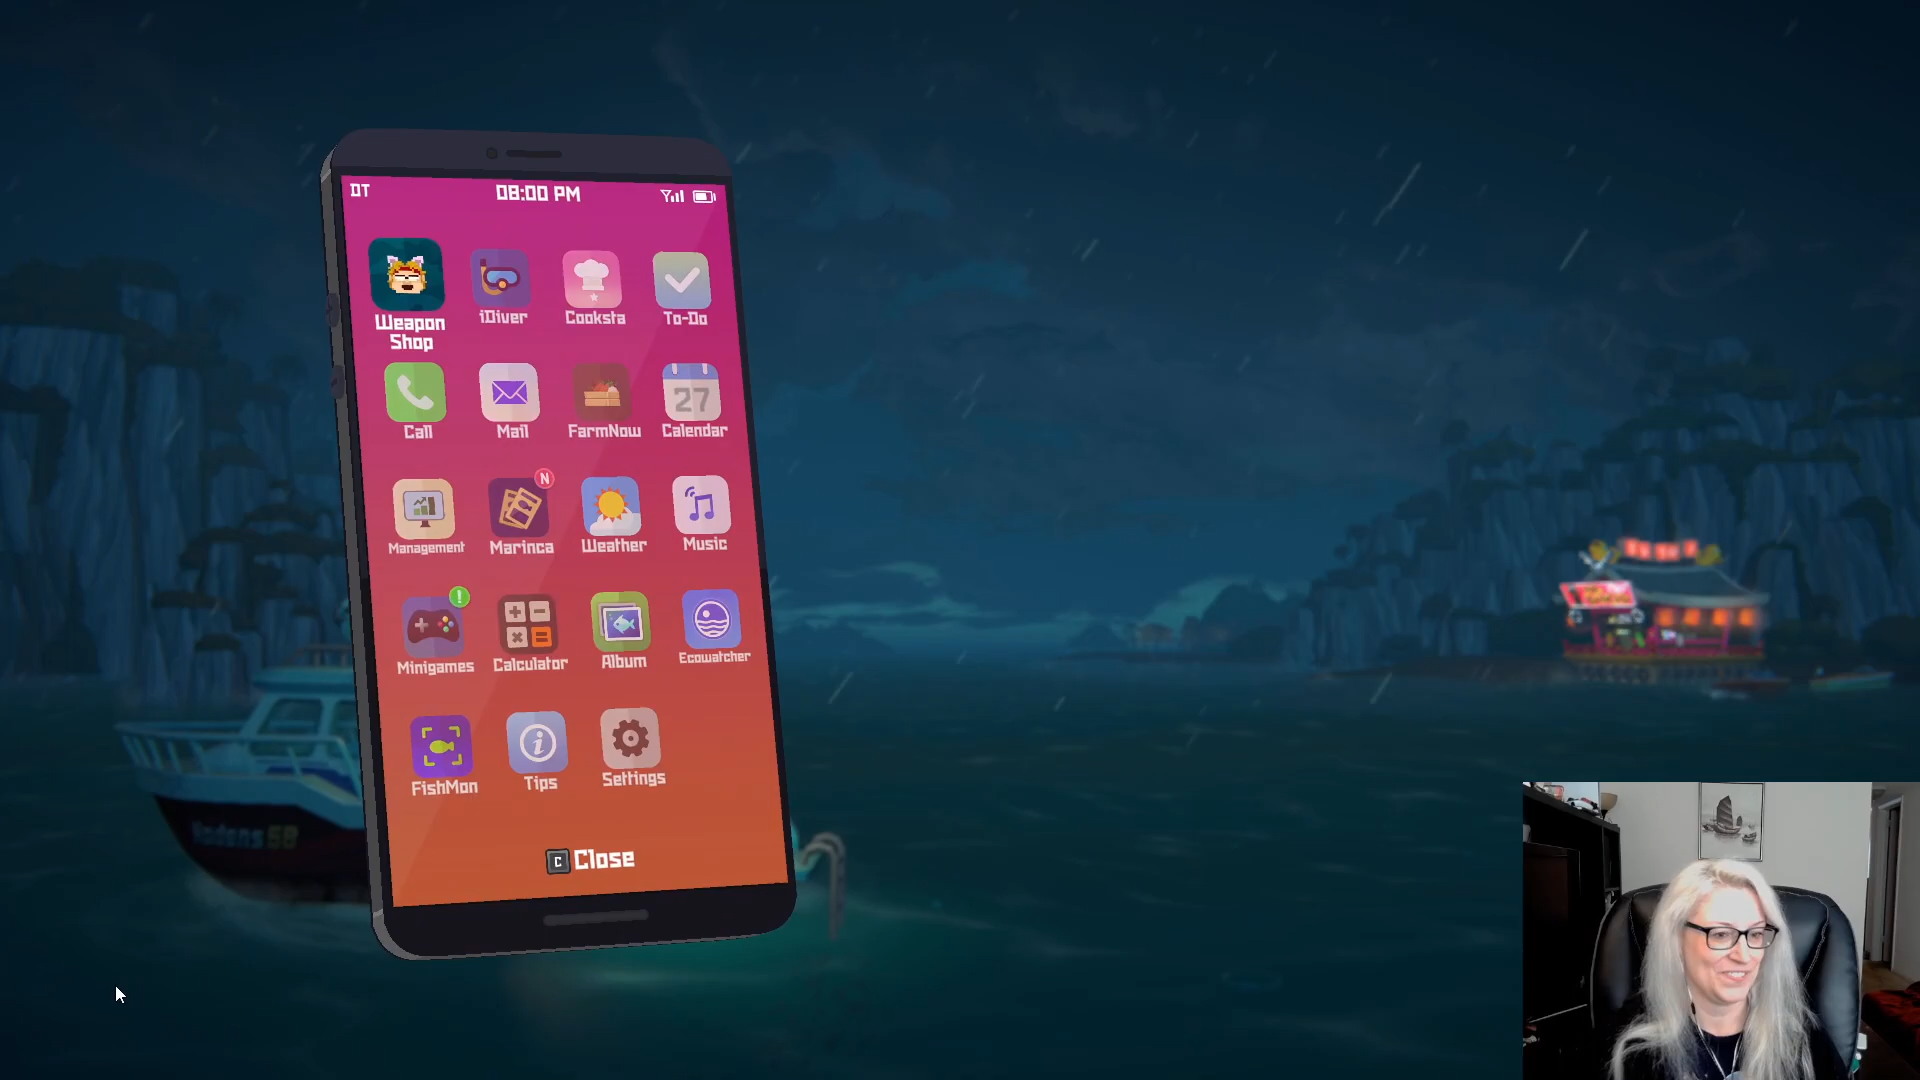 DT
08:00 PM
Weapon Shop
iDiver
Cooksta
To-Do
Call
Mail
FarmNow
27
Calendar
Management
N
Marinca
Weather
Music
!
Minigames
Calculator
Album
Ecowatcher
FishMon
i
Tips
Settings
C Close